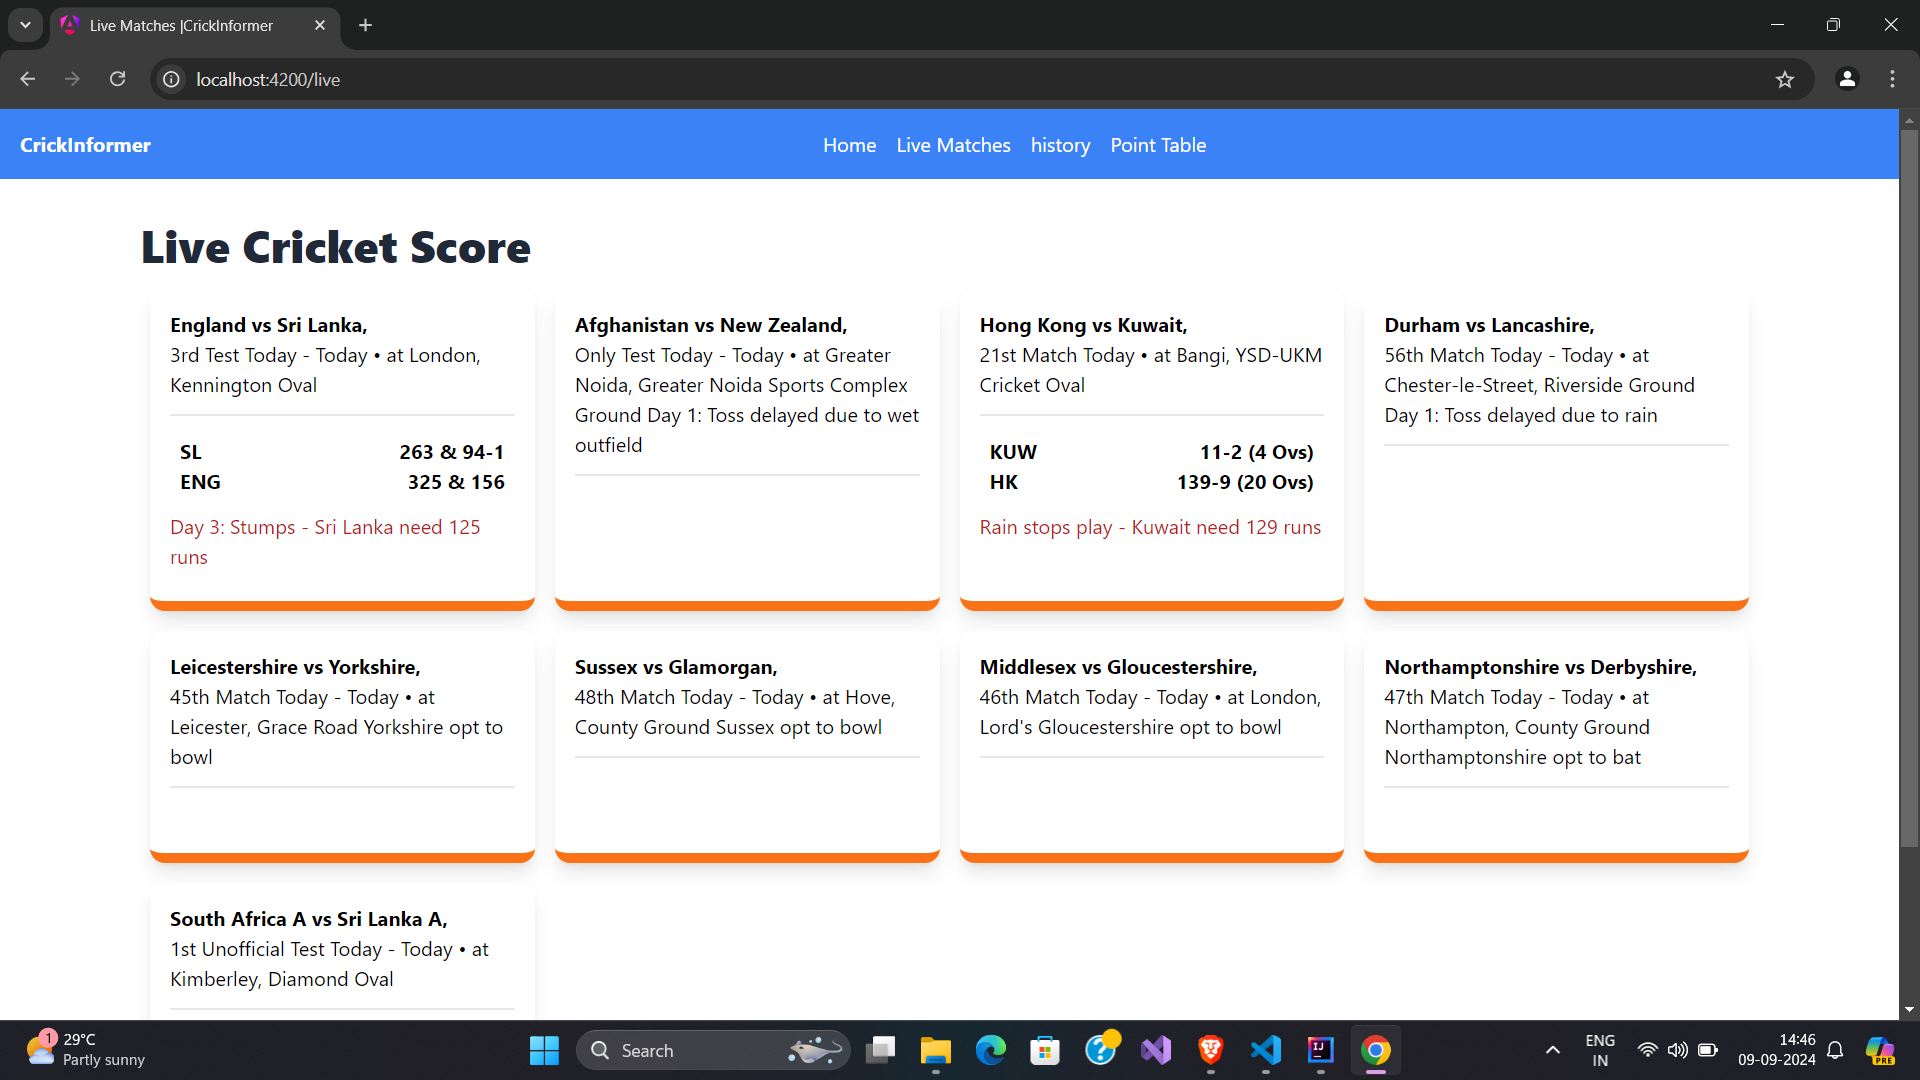 Live Matches |CrickInformer
localhost:4200/live
CrickInformer
Home
Live Matches
history
Point Table
Live Cricket Score
England vs Sri Lanka,
3rd Test Today - Today • at London,
Kennington Oval
SL 263 & 94-1
ENG 325 & 156
Day 3: Stumps - Sri Lanka need 125
runs
Afghanistan vs New Zealand,
Only Test Today - Today • at Greater
Noida, Greater Noida Sports Complex
Ground Day 1: Toss delayed due to wet
outfield
Hong Kong vs Kuwait,
21st Match Today • at Bangi, YSD-UKM
Cricket Oval
KUW 11-2 (4 Ovs)
HK 139-9 (20 Ovs)
Rain stops play - Kuwait need 129 runs
Durham vs Lancashire,
56th Match Today - Today • at
Chester-le-Street, Riverside Ground
Day 1: Toss delayed due to rain
Leicestershire vs Yorkshire,
45th Match Today - Today • at
Leicester, Grace Road Yorkshire opt to
bowl
Sussex vs Glamorgan,
48th Match Today - Today • at Hove,
County Ground Sussex opt to bowl
Middlesex vs Gloucestershire,
46th Match Today - Today • at London,
Lord's Gloucestershire opt to bowl
Northamptonshire vs Derbyshire,
47th Match Today - Today • at
Northampton, County Ground
Northamptonshire opt to bat
South Africa A vs Sri Lanka A,
1st Unofficial Test Today - Today • at
Kimberley, Diamond Oval
1
29°C
Partly sunny
Search
IJ
ENG
IN
14:46
09-09-2024
PRE